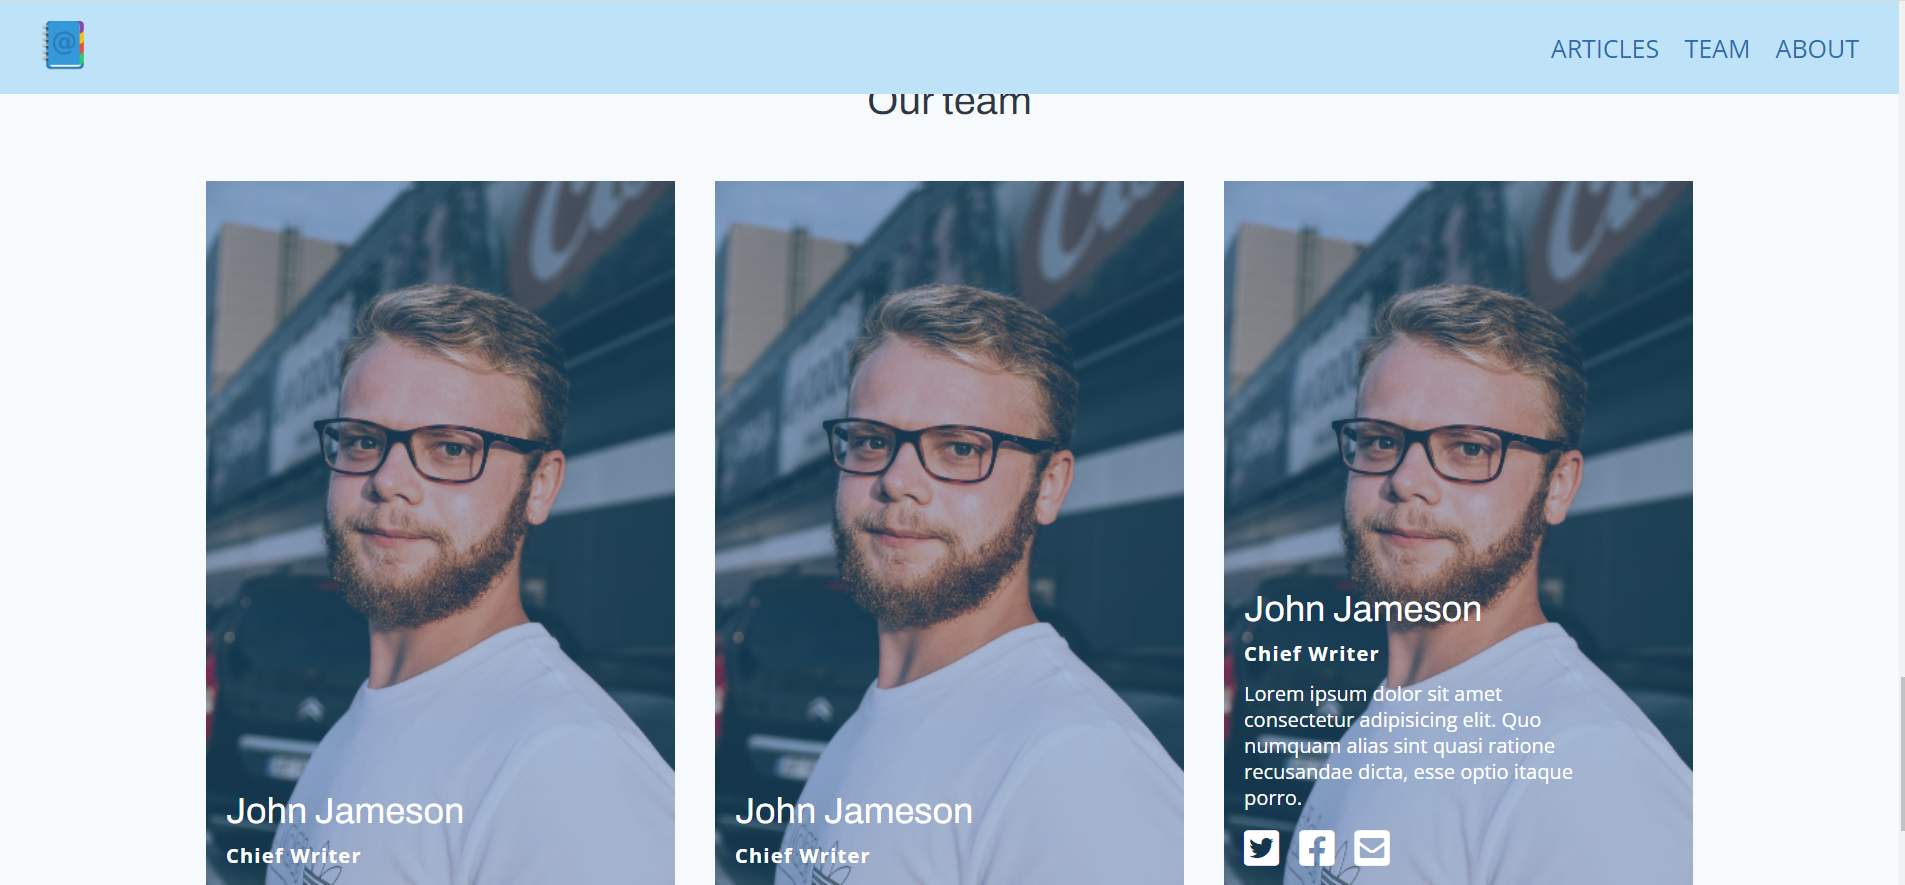 @
ARTICLES TEAM ABOUT
Our team
John Jameson
Chief Writer
John Jameson
Chief Writer
John Jameson
Chief Writer
Lorem ipsum dolor sit amet
consectetur adipisicing elit. Quo
numquam alias sint quasi ratione
recusandae dicta, esse optio itaque
porro.